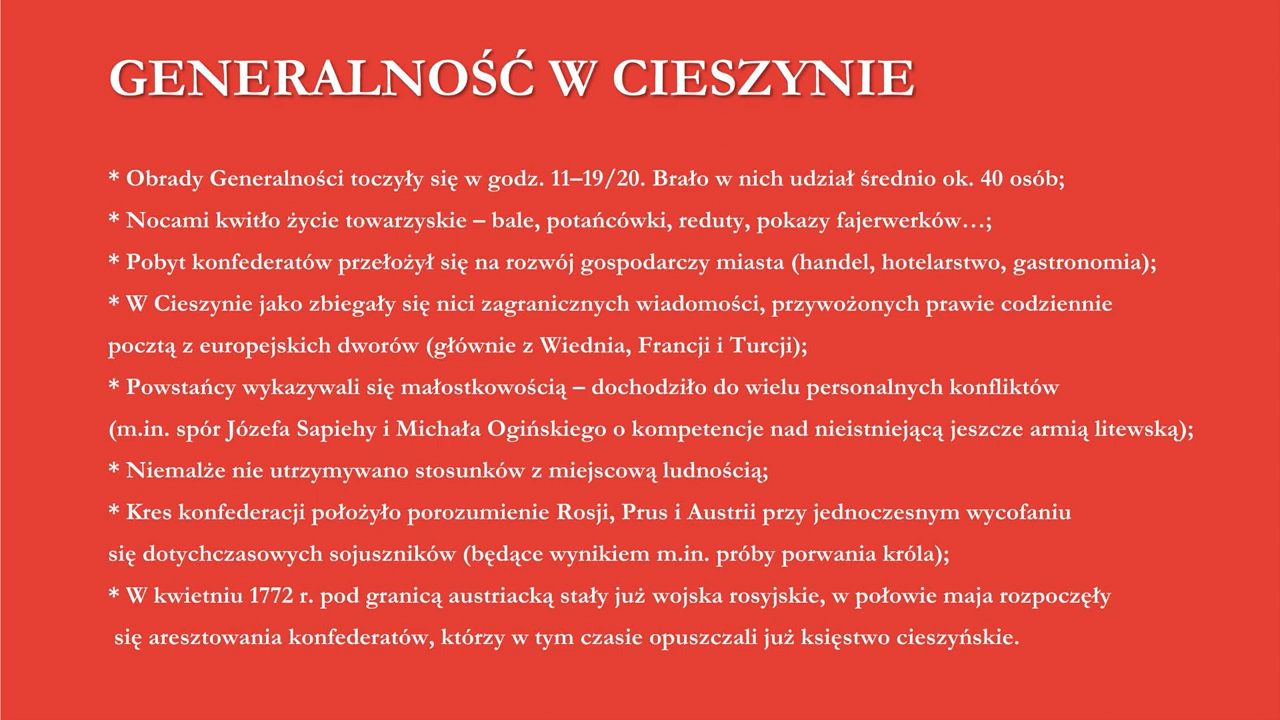 GENERALNOŚĆ W CIESZYNIE
* Obrady Generalności toczyły się w godz. 11–19/20. Brało w nich udział średnio ok. 40 osób;
* Nocami kwitło życie towarzyskie – bale, potańcówki, reduty, pokazy fajerwerków…;
* Pobyt konfederatów przełożył się na rozwój gospodarczy miasta (handel, hotelarstwo, gastronomia);
* W Cieszynie jako zbiegały się nici zagranicznych wiadomości, przywożonych prawie codziennie
pocztą z europejskich dworów (głównie z Wiednia, Francji i Turcji);
* Powstańcy wykazywali się małostkowością – dochodziło do wielu personalnych konfliktów
(m.in. spór Józefa Sapiehy i Michała Ogińskiego o kompetencje nad nieistniejącą jeszcze armią litewską);
* Niemalże nie utrzymywano stosunków z miejscową ludnością;
* Kres konfederacji położyło porozumienie Rosji, Prus i Austrii przy jednoczesnym wycofaniu
się dotychczasowych sojuszników (będące wynikiem m.in. próby porwania króla);
* W kwietniu 1772 r. pod granicą austriacką stały już wojska rosyjskie, w połowie maja rozpoczęły
się aresztowania konfederatów, którzy w tym czasie opuszczali już księstwo cieszyńskie.